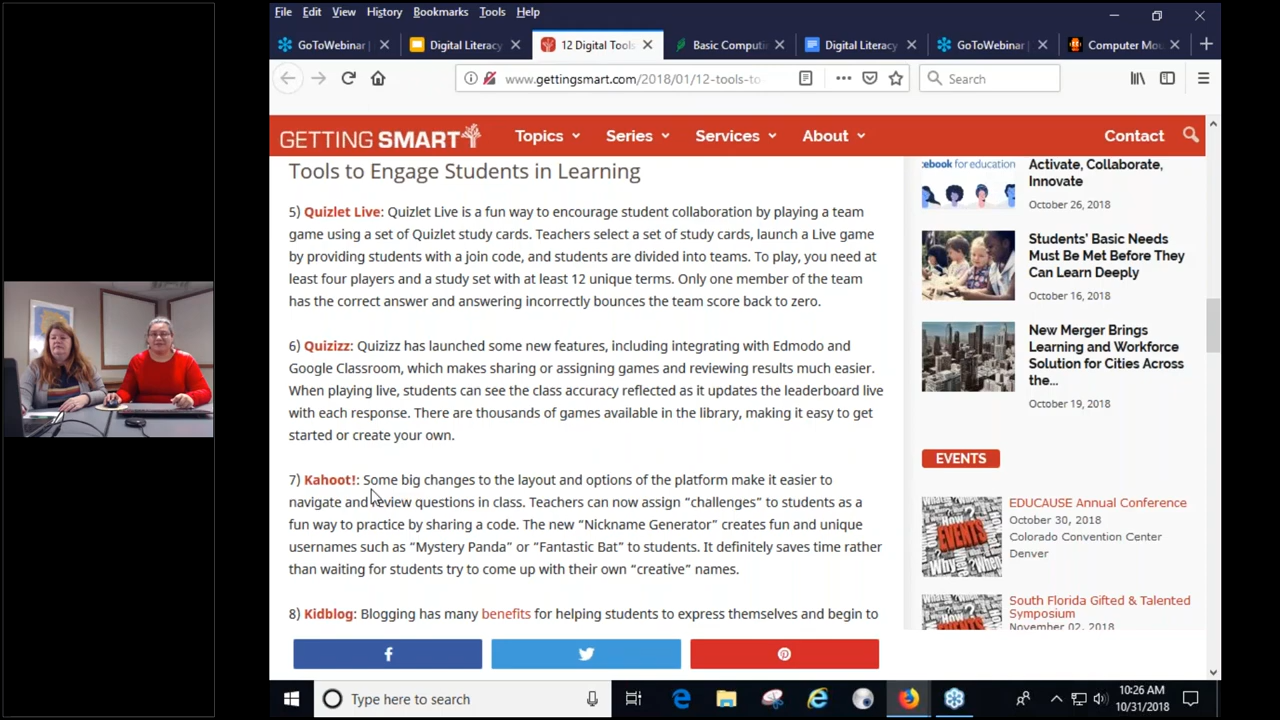 File Edit View History Bookmarks Tools Help
GoToWebinar
Digital Literacy
12 Digital Tools
Basic Computi
Digital Literacy
GoToWebinar
Computer Mou
www.gettingsmart.com/2018/01/12-tools-to-
Search
GETTING SMART
Topics Series Services About Contact
Tools to Engage Students in Learning
5) Quizlet Live: Quizlet Live is a fun way to encourage student collaboration by playing a team
game using a set of Quizlet study cards. Teachers select a set of study cards, launch a Live game
by providing students with a join code, and students are divided into teams. To play, you need at
least four players and a study set with at least 12 unique terms. Only one member of the team
has the correct answer and answering incorrectly bounces the team score back to zero.
6) Quizizz: Quizizz has launched some new features, including integrating with Edmodo and
Google Classroom, which makes sharing or assigning games and reviewing results much easier.
When playing live, students can see the class accuracy reflected as it updates the leaderboard live
with each response. There are thousands of games available in the library, making it easy to get
started or create your own.
7) Kahoot!: Some big changes to the layout and options of the platform make it easier to
navigate and review questions in class. Teachers can now assign “challenges” to students as a
fun way to practice by sharing a code. The new “Nickname Generator” creates fun and unique
usernames such as “Mystery Panda” or “Fantastic Bat” to students. It definitely saves time rather
than waiting for students try to come up with their own “creative” names.
8) Kidblog: Blogging has many benefits for helping students to express themselves and begin to
ebook for education
Activate, Collaborate,
Innovate
October 26, 2018
Students’ Basic Needs
Must Be Met Before They
Can Learn Deeply
October 16, 2018
New Merger Brings
Learning and Workforce
Solution for Cities Across
the...
October 19, 2018
EVENTS
EDUCAUSE Annual Conference
October 30, 2018
Colorado Convention Center
Denver
South Florida Gifted & Talented
Symposium
November 02, 2018
Type here to search
10:26 AM
10/31/2018